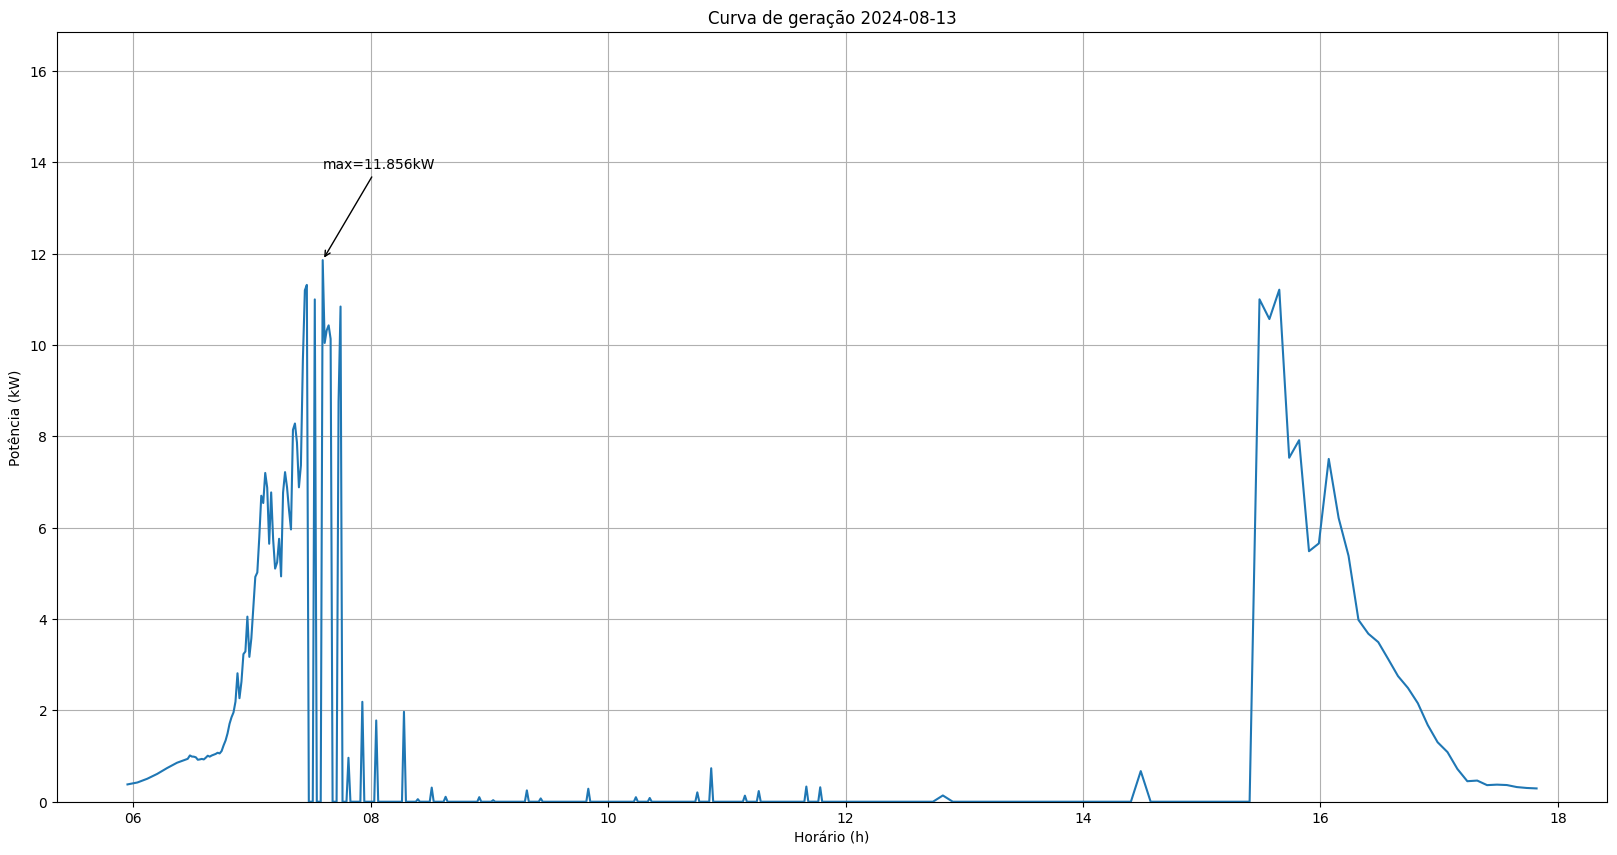 Curva de geração 2024-08-13
16
14
max=11.856kW
12
10
8
6
4
2
0
Potência (kW)
06 08 10 12 14 16 18
Horário (h)